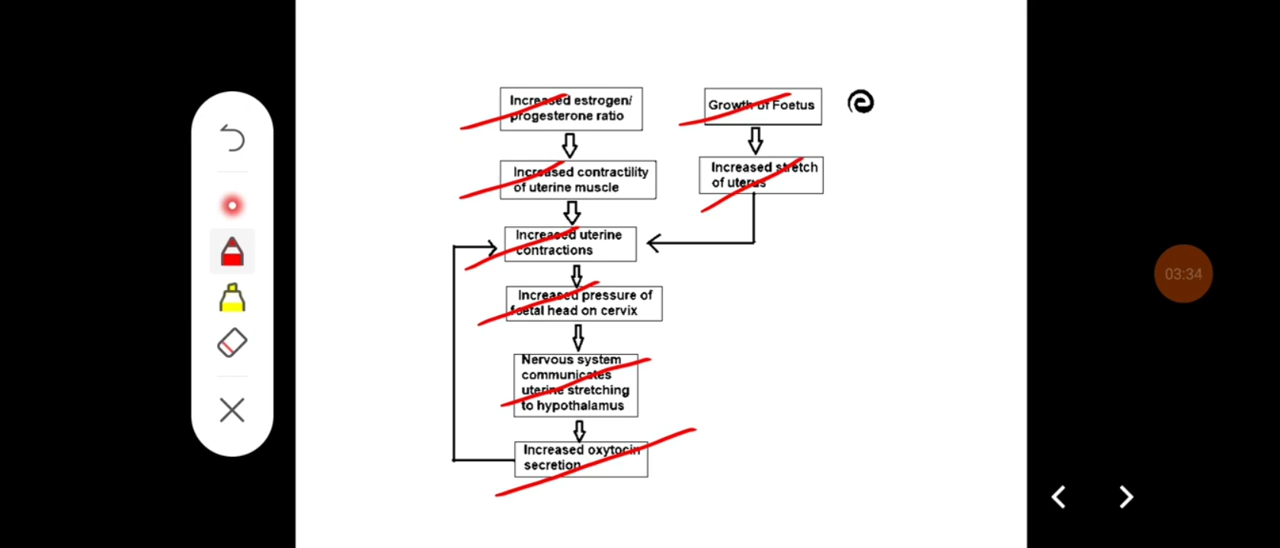 Increased estrogen/
progesterone ratio
Increased contractility
of uterine muscle
Increased uterine
contractions
Increased pressure of
foetal head on cervix
Nervous system
communicates
uterine stretching
to hypothalamus
Increased oxytocin
secretion
Growth of Foetus
Increased stretch
of uterus
03:34